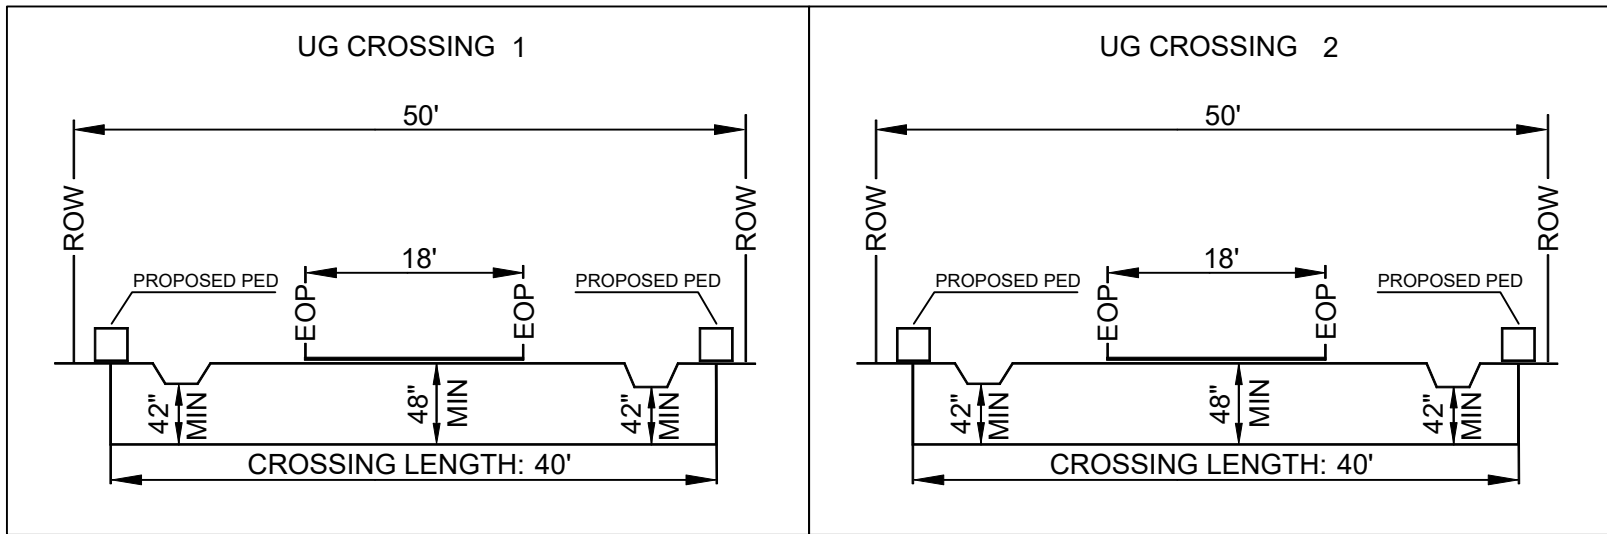 UG CROSSING 1
50'
ROW
ROW
18'
PROPOSED PED
PROPOSED PED
EOP
EOP
42"
MIN
48"
MIN
42"
MIN
CROSSING LENGTH: 40'
UG CROSSING 2
50'
ROW
ROW
18'
PROPOSED PED
PROPOSED PED
EOP
EOP
42"
MIN
48"
MIN
42"
MIN
CROSSING LENGTH: 40'